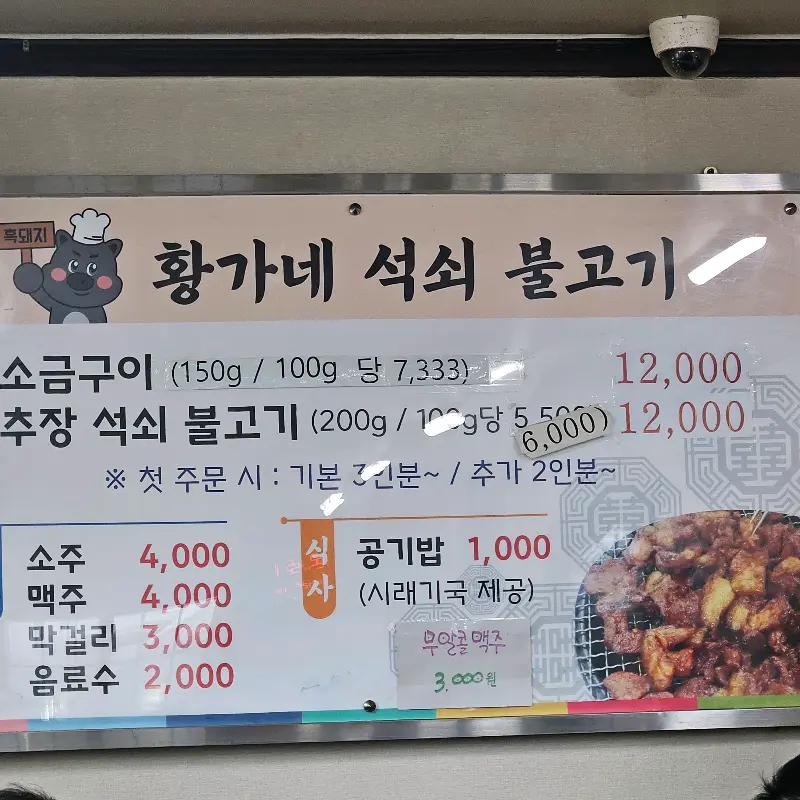 흑돼지
황가네 석쇠 불고기
소금구이 (150g / 100g 당 7,333) 12,000
추장 석쇠 불고기 (200g / 100g당 6,000) 12,000
※ 첫 주문 시 : 기본 3인분~ / 추가 2인분~
소주 4,000
맥주 4,000
막걸리 3,000
음료수 2,000
식사
공기밥 1,000
(시래기국 제공)
무알콜 맥주
3,000원